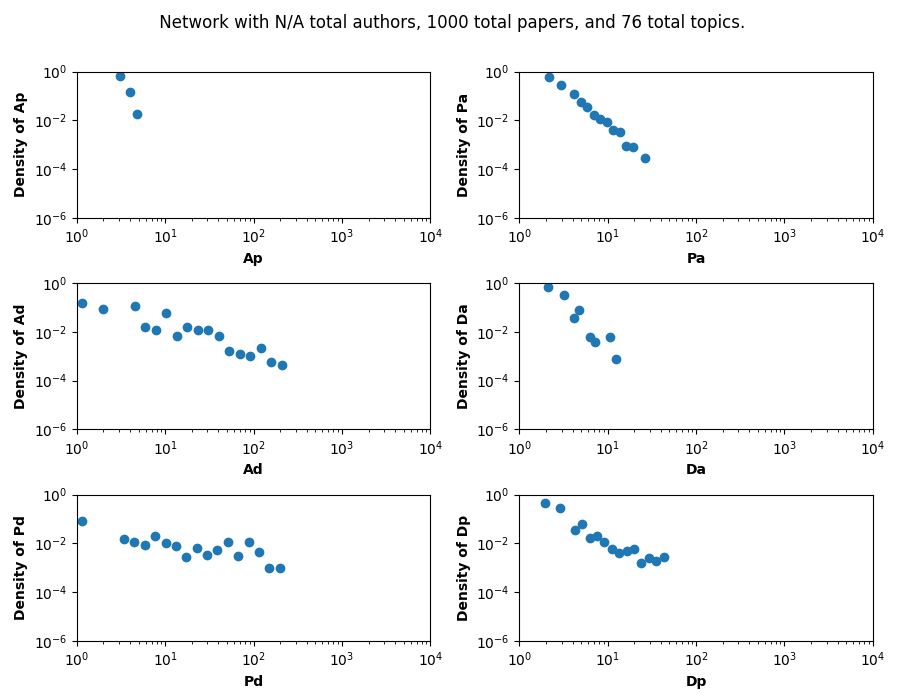 Network with N/A total authors, 1000 total papers, and 76 total topics.
Density of Ap
10^0
10^-2
10^-4
10^-6
10^0 10^1 10^2 10^3 10^4
Ap
Density of Pa
10^0
10^-2
10^-4
10^-6
10^0 10^1 10^2 10^3 10^4
Pa
Density of Ad
10^0
10^-2
10^-4
10^-6
10^0 10^1 10^2 10^3 10^4
Ad
Density of Da
10^0
10^-2
10^-4
10^-6
10^0 10^1 10^2 10^3 10^4
Da
Density of Pd
10^0
10^-2
10^-4
10^-6
10^0 10^1 10^2 10^3 10^4
Pd
Density of Dp
10^0
10^-2
10^-4
10^-6
10^0 10^1 10^2 10^3 10^4
Dp